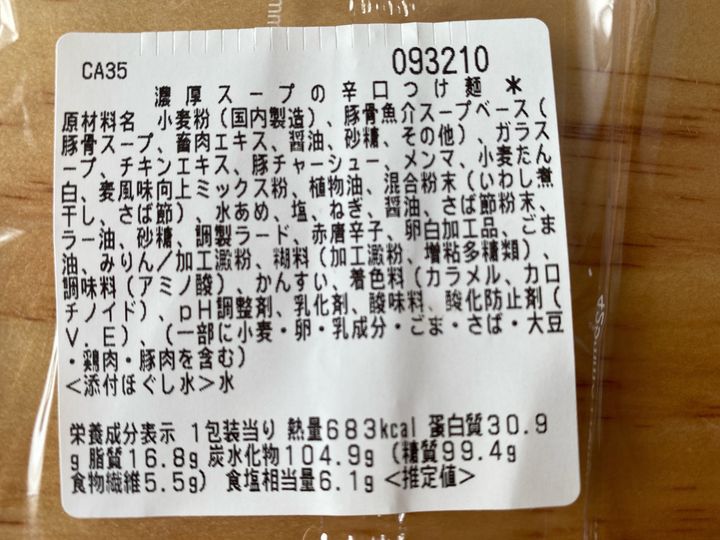 CA35
093210
濃厚スープの辛口つけ麺 *
原材料名 小麦粉(国内製造)、豚骨魚介スープベース(
豚骨スープ、畜肉エキス、醤油、砂糖、その他)、ガラス
ープ、チキンエキス、豚チャーシュー、メンマ、小麦たん
白、麦風味向上ミックス粉、植物油、混合粉末(いわし煮
干し、さば節)、水あめ、塩、ねぎ、醤油、さば節粉末、
ラー油、砂糖、調製ラード、赤唐辛子、卵白加工品、ごま
油、みりん/加工澱粉、糊料(加工澱粉、増粘多糖類)、
調味料(アミノ酸)、かんすい、着色料(カラメル、カロ
チノイド)、pH調整剤、乳化剤、酸味料、酸化防止剤(
V.E)、(一部に小麦・卵・乳成分・ごま・さば・大豆
・鶏肉・豚肉を含む)
<添付ほぐし水>水
栄養成分表示 1包装当り 熱量683kcal 蛋白質30.9
g 脂質16.8g 炭水化物104.9g (糖質99.4g
食物繊維5.5g) 食塩相当量6.1g <推定値>